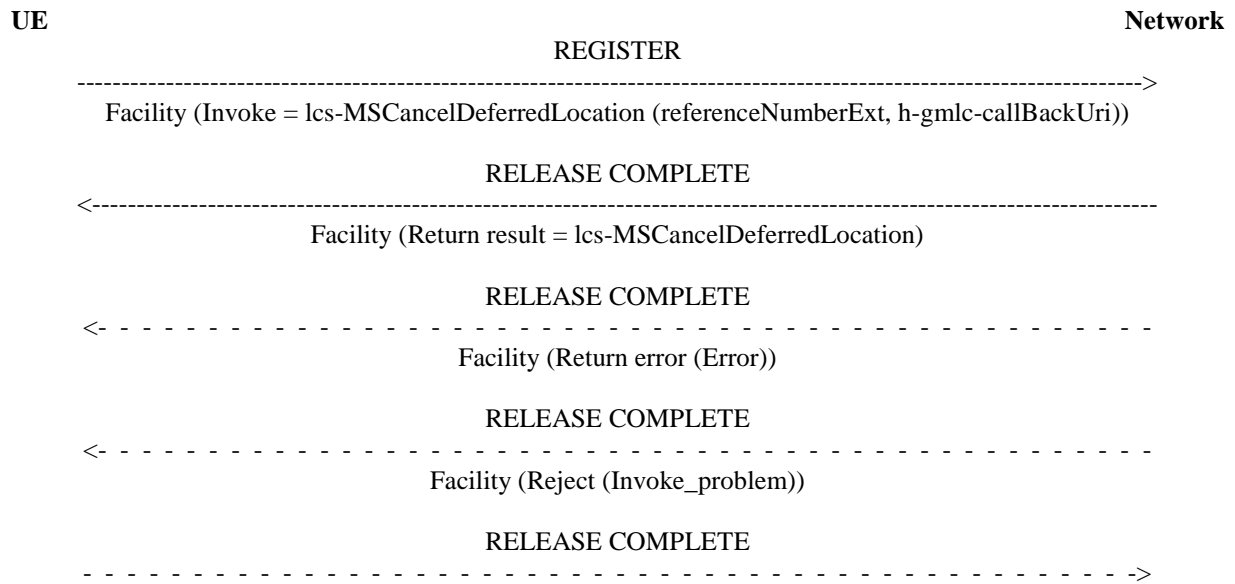 UE Network
REGISTER
Facility (Invoke = lcs-MSCancelDeferredLocation (referenceNumberExt, h-gmlc-callBackUri))
RELEASE COMPLETE
Facility (Return result = lcs-MSCancelDeferredLocation)
RELEASE COMPLETE
Facility (Return error (Error))
RELEASE COMPLETE
Facility (Reject (Invoke_problem))
RELEASE COMPLETE